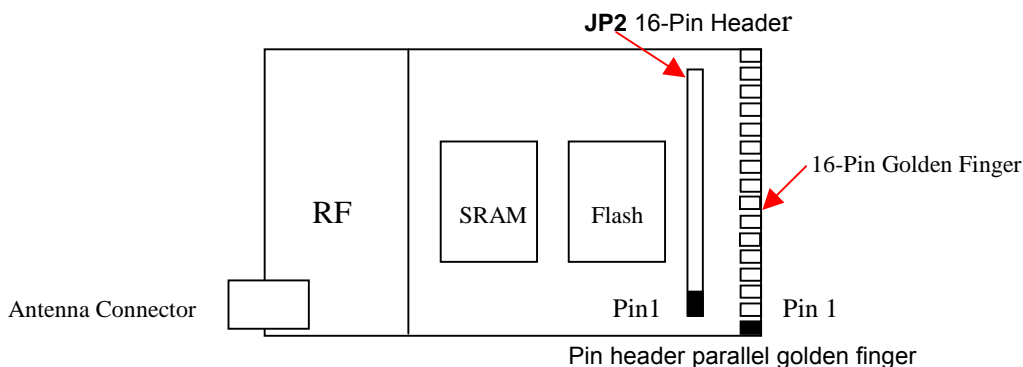 JP2 16-Pin Header
16-Pin Golden Finger
RF
SRAM
Flash
Antenna Connector
Pin1
Pin 1
Pin header parallel golden finger